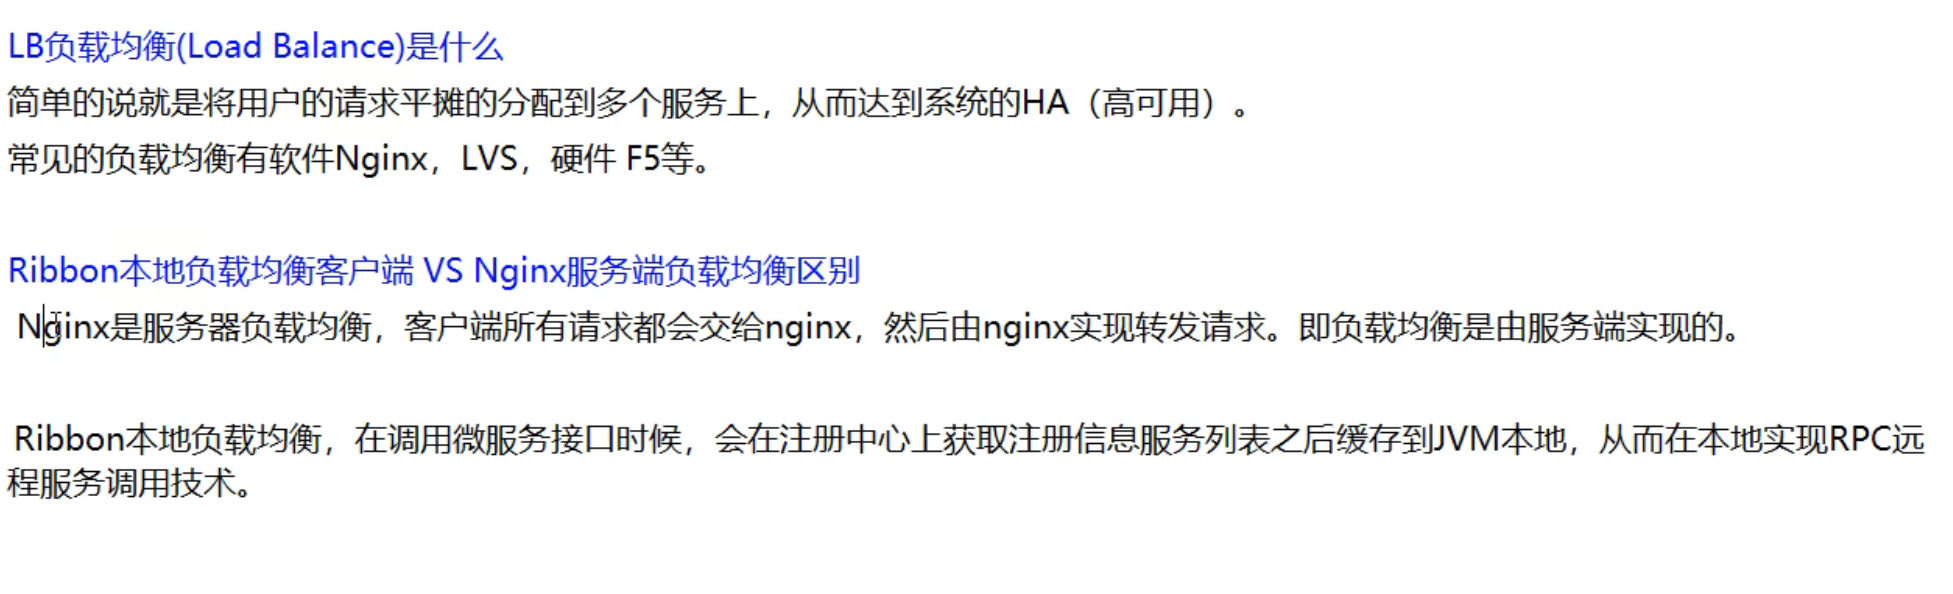 LB负载均衡(Load Balance)是什么
简单的说就是将用户的请求平摊的分配到多个服务上，从而达到系统的HA（高可用）。
常见的负载均衡有软件Nginx，LVS，硬件 F5等。
Ribbon本地负载均衡客户端 VS Nginx服务端负载均衡区别
Nginx是服务器负载均衡，客户端所有请求都会交给nginx，然后由nginx实现转发请求。即负载均衡是由服务端实现的。
Ribbon本地负载均衡，在调用微服务接口时候，会在注册中心上获取注册信息服务列表之后缓存到JVM本地，从而在本地实现RPC远
程服务调用技术。